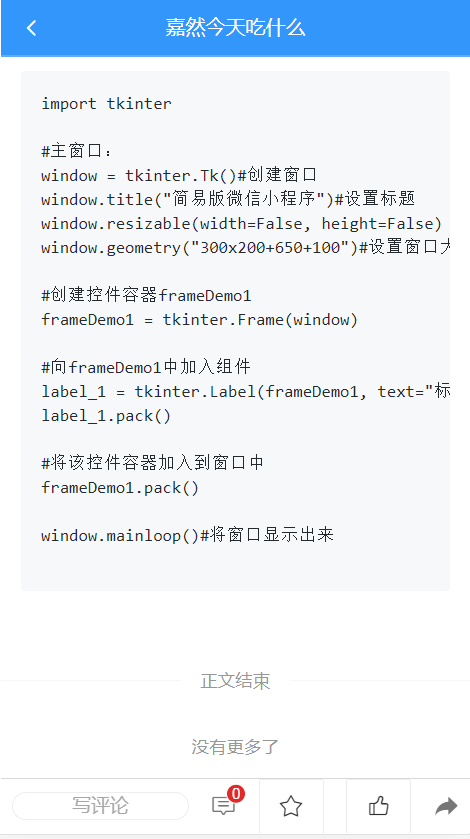 嘉然今天吃什么
import tkinter
#主窗口：
window = tkinter.Tk()#创建窗口
window.title("简易版微信小程序")#设置标题
window.resizable(width=False, height=False)
window.geometry("300x200+650+100")#设置窗口大
#创建控件容器frameDemo1
frameDemo1 = tkinter.Frame(window)
#向frameDemo1中加入组件
label_1 = tkinter.Label(frameDemo1, text="标
label_1.pack()
#将该控件容器加入到窗口中
frameDemo1.pack()
window.mainloop()#将窗口显示出来
正文结束
没有更多了
写评论
0